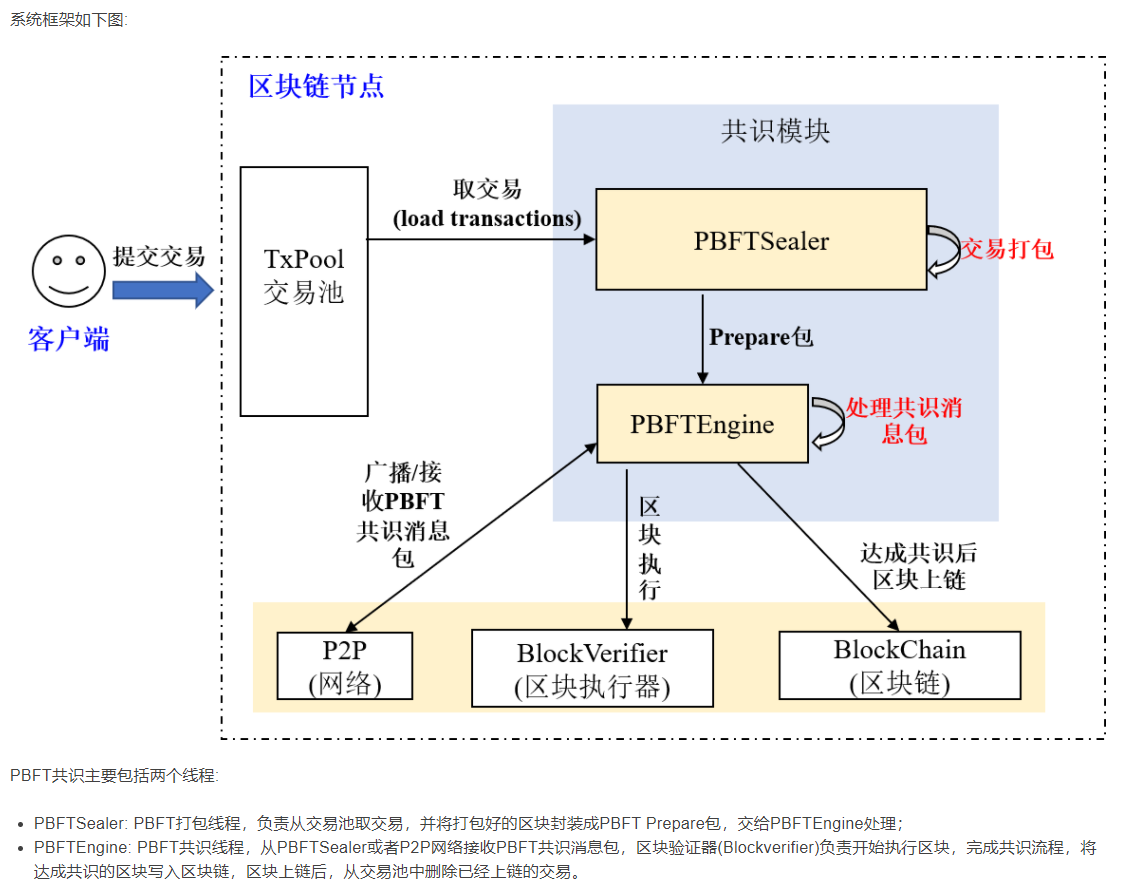 系统框架如下图:
区块链节点
共识模块
取交易
(load transactions)
PBFTSealer
交易打包
TxPool
交易池
提交交易
客户端
Prepare包
PBFTEngine
处理共识消
息包
广播/接
收PBFT
共识消息
包
区
块
执
行
达成共识后
区块上链
P2P
(网络)
BlockVerifier
(区块执行器)
BlockChain
(区块链)
PBFT共识主要包括两个线程:
• PBFTSealer: PBFT打包线程，负责从交易池取交易，并将打包好的区块封装成PBFT Prepare包，交给PBFTEngine处理；
• PBFTEngine: PBFT共识线程，从PBFTSealer或者P2P网络接收PBFT共识消息包，区块验证器(Blockverifier)负责开始执行区块，完成共识流程，将
达成共识的区块写入区块链，区块上链后，从交易池中删除已经上链的交易。